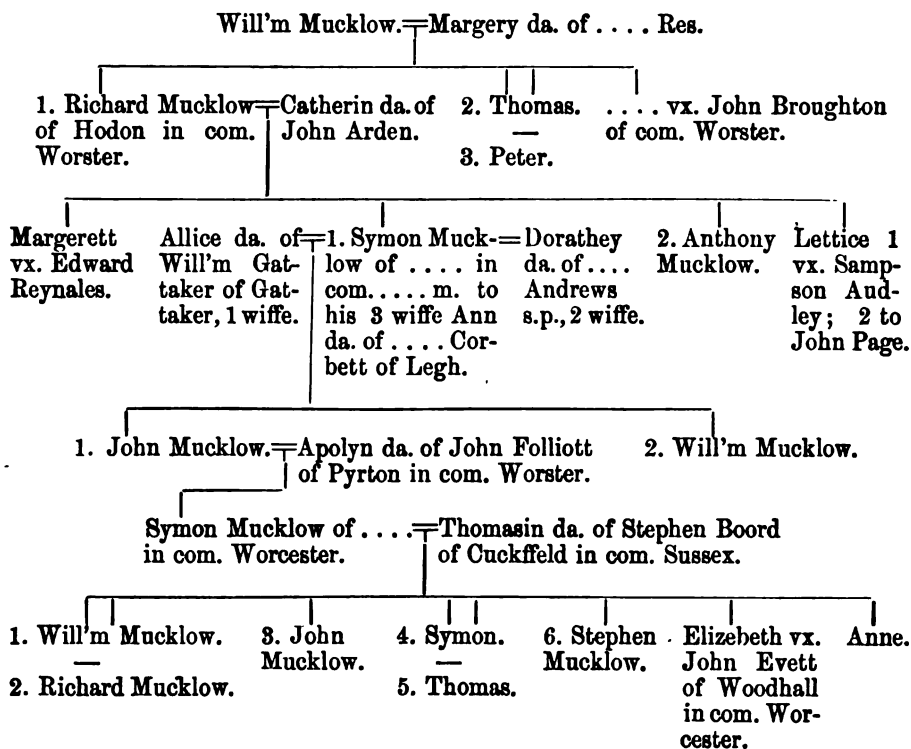 Will'm Mucklow.=Margery da. of . . . . Res.
1. Richard Mucklow=Catherin da. of
of Hodon in com. John Arden.
Worster.
2. Thomas.
—
3. Peter.
. . . . vx. John Broughton
of com. Worster.
Margerett
vx. Edward
Reynales.
Allice da. of=1. Symon Muck-=Dorathey
Will'm Gat-
taker of Gat-
taker, 1 wiffe.
low of . . . . in
com. . . . . m. to
his 3 wiffe Ann
da. of . . . . Cor-
bett of Legh.
da. of . . . .
Andrews
s.p., 2 wiffe.
2. Anthony
Mucklow.
Lettice 1
vx. Samp-
son Aud-
ley; 2 to
John Page.
1. John Mucklow.=Apolyn da. of John Folliott
of Pyrton in com. Worster.
2. Will'm Mucklow.
Symon Mucklow of . . . .=Thomasin da. of Stephen Boord
in com. Worcester. of Cuckffeld in com. Sussex.
1. Will'm Mucklow.
—
2. Richard Mucklow.
3. John
Mucklow.
4. Symon.
—
5. Thomas.
6. Stephen
Mucklow.
Elizebeth vx.
John Evett
of Woodhall
in com. Wor-
cester.
Anne.